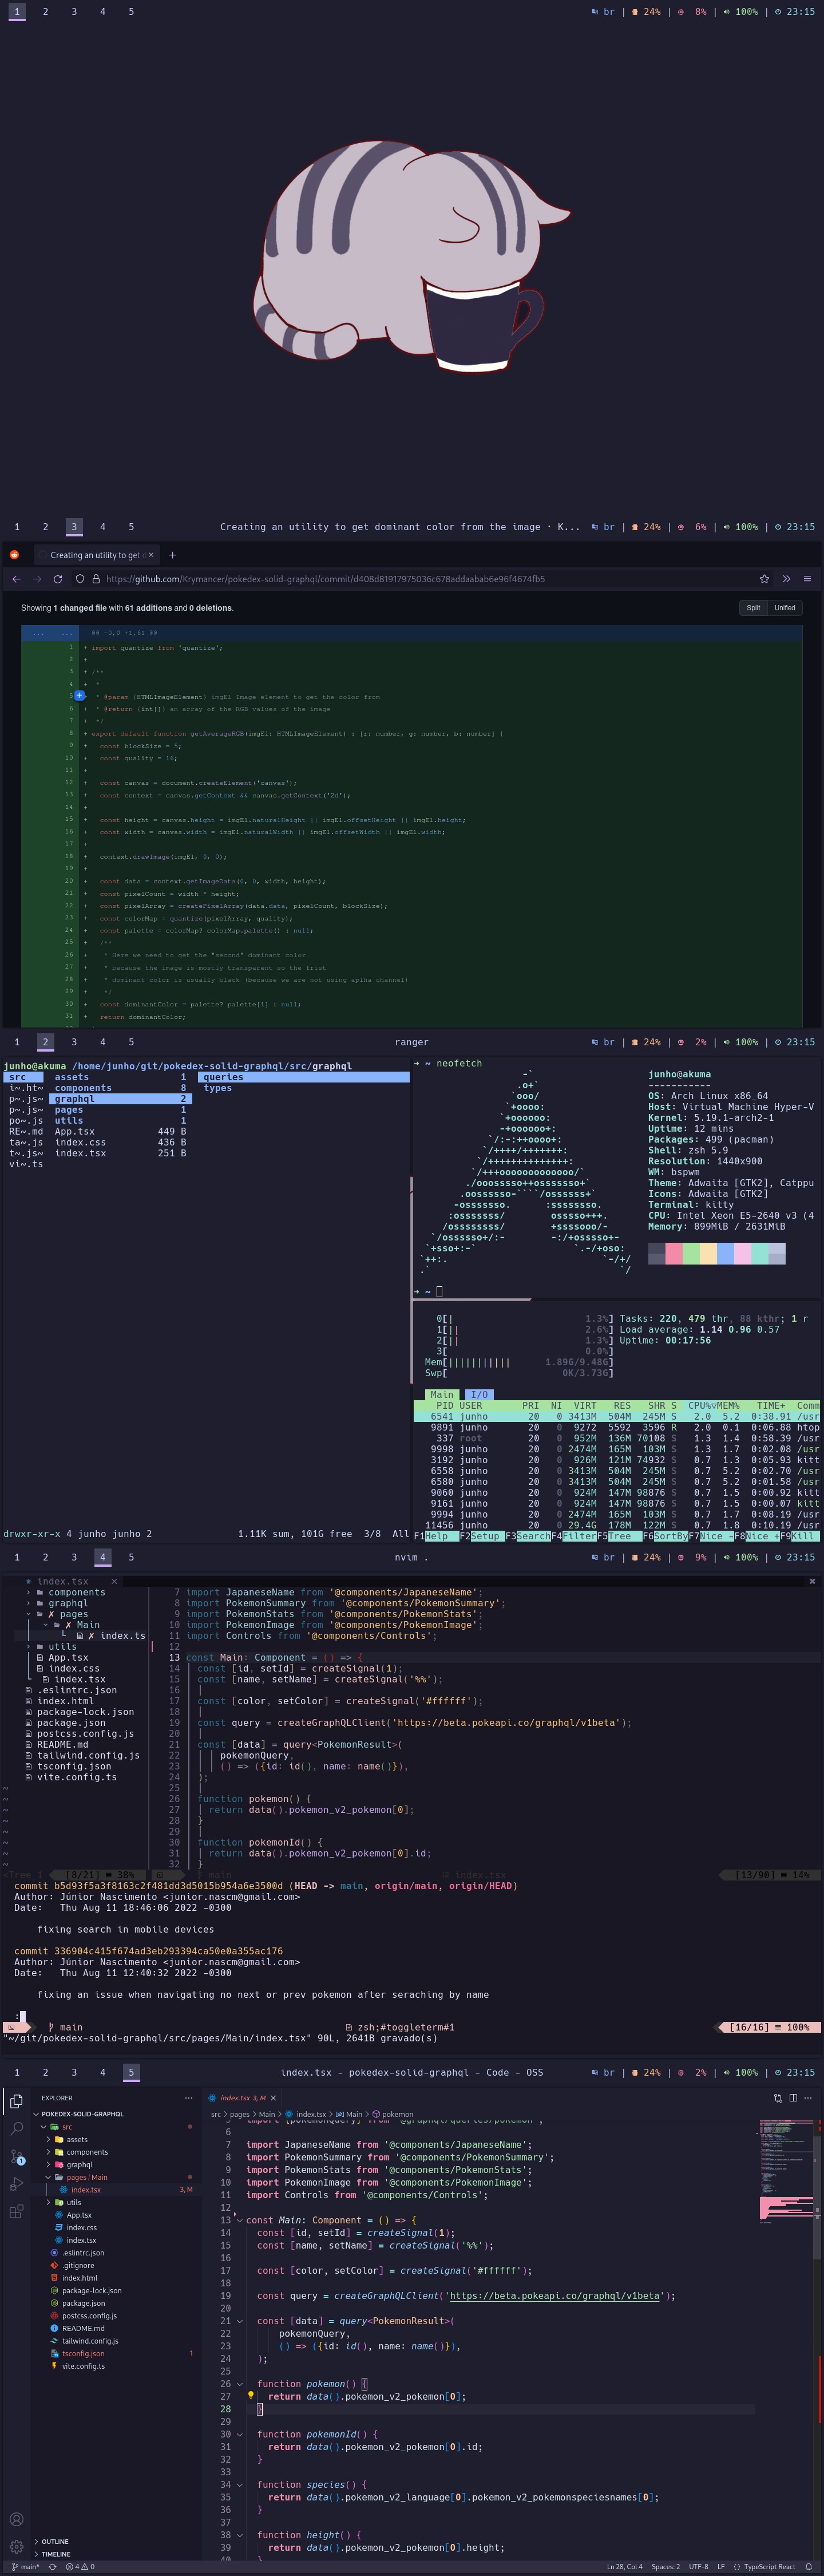 1 2 3 4 5 br | 24% | 8% | 100% | 23:15
1 2 3 4 5 Creating an utility to get dominant color from the image · K... br | 24% | 6% | 100% | 23:15
Creating an utility to get d × +
https://github.com/Krymancer/pokedex-solid-graphql/commit/d408d81917975036c678addaabab6e96f4674fb5
Showing 1 changed file with 61 additions and 0 deletions. Split Unified
... ... @@ -0,0 +1,61 @@
1 + import quantize from 'quantize';
2 +
3 + /**
4 + *
5 + * @param {HTMLImageElement} imgEl Image element to get the color from
6 + * @return {int[]} an array of the RGB values of the image
7 + */
8 + export default function getAverageRGB(imgEl: HTMLImageElement) : [r: number, g: number, b: number] {
9 + const blockSize = 5;
10 + const quality = 16;
11 +
12 + const canvas = document.createElement('canvas');
13 + const context = canvas.getContext && canvas.getContext('2d');
14 +
15 + const height = canvas.height = imgEl.naturalHeight || imgEl.offsetHeight || imgEl.height;
16 + const width = canvas.width = imgEl.naturalWidth || imgEl.offsetWidth || imgEl.width;
17 +
18 + context.drawImage(imgEl, 0, 0);
19 +
20 + const data = context.getImageData(0, 0, width, height);
21 + const pixelCount = width * height;
22 + const pixelArray = createPixelArray(data.data, pixelCount, blockSize);
23 + const colorMap = quantize(pixelArray, quality);
24 + const palette = colorMap? colorMap.palette() : null;
25 + /**
26 + * Here we need to get the "second" dominant color
27 + * because the image is mostly transparent so the frist
28 + * dominant color is usually black (because we are not using aplha channel)
29 + */
30 + const dominantColor = palette? palette[1] : null;
31 + return dominantColor;
1 2 3 4 5 ranger br | 24% | 2% | 100% | 23:15
junho@akuma /home/junho/git/pokedex-solid-graphql/src/graphql
src assets 1 queries
i~.ht~ components 8 types
p~.js~ graphql 2
p~.js~ pages 1
po~.js utils 1
RE~.md App.tsx 449 B
ta~.js index.css 436 B
t~.js~ index.tsx 251 B
vi~.ts
drwxr-xr-x 4 junho junho 2 1.11K sum, 101G free 3/8 All
➜ ~ neofetch
-`
.o+`
`ooo/
`+oooo:
`+oooooo:
-+oooooo+:
`/:-:++oooo+:
`/++++/+++++++:
`/++++++++++++++:
`/+++ooooooooooooo/`
./ooosssso++osssssso+`
.oossssso-````/ossssss+`
-osssssso. :ssssssso.
:osssssss/ osssso+++.
/ossssssss/ +ssssooo/-
`/ossssso+/:- -:/+osssso+-
`+sso+:-` `.-/+oso:
`++:. `-/+/
.` `/
junho@akuma
-----------
OS: Arch Linux x86_64
Host: Virtual Machine Hyper-V
Kernel: 5.19.1-arch2-1
Uptime: 12 mins
Packages: 499 (pacman)
Shell: zsh 5.9
Resolution: 1440x900
WM: bspwm
Theme: Adwaita [GTK2], Catppu
Icons: Adwaita [GTK2]
Terminal: kitty
CPU: Intel Xeon E5-2640 v3 (4
Memory: 899MiB / 2631MiB
➜ ~
0[| 1.3%] Tasks: 220, 479 thr, 88 kthr; 1 r
1[|| 2.6%] Load average: 1.14 0.96 0.57
2[|| 1.3%] Uptime: 00:17:56
3[ 0.0%]
Mem[||||||||||| 1.89G/9.48G]
Swp[ 0K/3.73G]
Main I/O
PID USER PRI NI VIRT RES SHR S CPU%▽MEM% TIME+ Comm
6541 junho 20 0 3413M 504M 245M S 2.0 5.2 0:38.91 /usr
9891 junho 20 0 9272 5592 3596 R 2.0 0.1 0:06.88 htop
337 root 20 0 952M 136M 70108 S 1.3 1.4 0:58.39 /usr
9998 junho 20 0 2474M 165M 103M S 1.3 1.7 0:02.08 /usr
3192 junho 20 0 926M 121M 74932 S 0.7 1.3 0:05.93 kitt
6558 junho 20 0 3413M 504M 245M S 0.7 5.2 0:02.70 /usr
6580 junho 20 0 3413M 504M 245M S 0.7 5.2 0:01.58 /usr
9060 junho 20 0 924M 147M 98876 S 0.7 1.5 0:00.92 kitt
9161 junho 20 0 924M 147M 98876 S 0.7 1.5 0:00.07 kitt
9994 junho 20 0 2474M 165M 103M S 0.7 1.7 0:08.19 /usr
11456 junho 20 0 29.4G 178M 122M S 0.7 1.8 0:10.19 /usr
F1Help F2Setup F3SearchF4FilterF5Tree F6SortByF7Nice -F8Nice +F9Kill
1 2 3 4 5 nvim . br | 24% | 9% | 100% | 23:15
index.tsx
components
graphql
✗ pages
✗ Main
✗ index.ts
utils
App.tsx
index.css
index.tsx
.eslintrc.json
index.html
package-lock.json
package.json
postcss.config.js
README.md
tailwind.config.js
tsconfig.json
vite.config.ts
7 import JapaneseName from '@components/JapaneseName';
8 import PokemonSummary from '@components/PokemonSummary';
9 import PokemonStats from '@components/PokemonStats';
10 import PokemonImage from '@components/PokemonImage';
11 import Controls from '@components/Controls';
12
13 const Main: Component = () => {
14 const [id, setId] = createSignal(1);
15 const [name, setName] = createSignal('%%');
16
17 const [color, setColor] = createSignal('#ffffff');
18
19 const query = createGraphQLClient('https://beta.pokeapi.co/graphql/v1beta');
20
21 const [data] = query<PokemonResult>(
22 pokemonQuery,
23 () => ({id: id(), name: name()}),
24 );
25
26 function pokemon() {
27 return data().pokemon_v2_pokemon[0];
28 }
29
30 function pokemonId() {
31 return data().pokemon_v2_pokemon[0].id;
32 }
<Tree_1 [8/21] ≡ 38% main index.tsx [13/90] ≡ 14%
commit b5d93f5a3f8163c2f481dd3d5015b954a6e3500d (HEAD -> main, origin/main, origin/HEAD)
Author: Júnior Nascimento <junior.nascm@gmail.com>
Date: Thu Aug 11 18:46:06 2022 -0300
fixing search in mobile devices
commit 336904c415f674ad3eb293394ca50e0a355ac176
Author: Júnior Nascimento <junior.nascm@gmail.com>
Date: Thu Aug 11 12:40:32 2022 -0300
fixing an issue when navigating no next or prev pokemon after seraching by name
:
main zsh;#toggleterm#1 [16/16] ≡ 100%
"~/git/pokedex-solid-graphql/src/pages/Main/index.tsx" 90L, 2641B gravado(s)
1 2 3 4 5 index.tsx - pokedex-solid-graphql - Code - OSS br | 24% | 2% | 100% | 23:15
EXPLORER ...
POKEDEX-SOLID-GRAPHQL
src
assets
components
graphql
pages / Main
index.tsx 3, M
utils
App.tsx
index.css
index.tsx
.eslintrc.json
.gitignore
index.html
package-lock.json
package.json
postcss.config.js
README.md
tailwind.config.js
tsconfig.json 1
vite.config.ts
OUTLINE
TIMELINE
index.tsx 3, M ×
src > pages > Main > index.tsx > Main > pokemon
6
7 import JapaneseName from '@components/JapaneseName';
8 import PokemonSummary from '@components/PokemonSummary';
9 import PokemonStats from '@components/PokemonStats';
10 import PokemonImage from '@components/PokemonImage';
11 import Controls from '@components/Controls';
12
13 const Main: Component = () => {
14 const [id, setId] = createSignal(1);
15 const [name, setName] = createSignal('%%');
16
17 const [color, setColor] = createSignal('#ffffff');
18
19 const query = createGraphQLClient('https://beta.pokeapi.co/graphql/v1beta');
20
21 const [data] = query<PokemonResult>(
22 pokemonQuery,
23 () => ({id: id(), name: name()}),
24 );
25
26 function pokemon() {
27 return data().pokemon_v2_pokemon[0];
28 }
29
30 function pokemonId() {
31 return data().pokemon_v2_pokemon[0].id;
32 }
33
34 function species() {
35 return data().pokemon_v2_language[0].pokemon_v2_pokemonspeciesnames[0];
36 }
37
38 function height() {
39 return data().pokemon_v2_pokemon[0].height;
main* 4 0 Ln 28, Col 4 Spaces: 2 UTF-8 LF { } TypeScript React